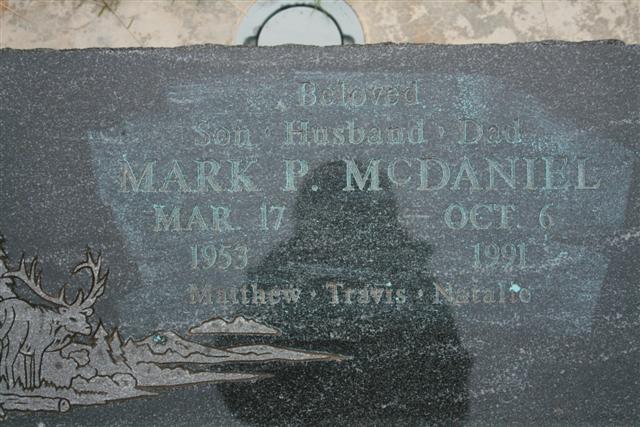 Beloved
Son · Husband · Dad
MARK P. McDANIEL
MAR. 17 — OCT. 6
1953 1991
Matthew · Travis · Natalie